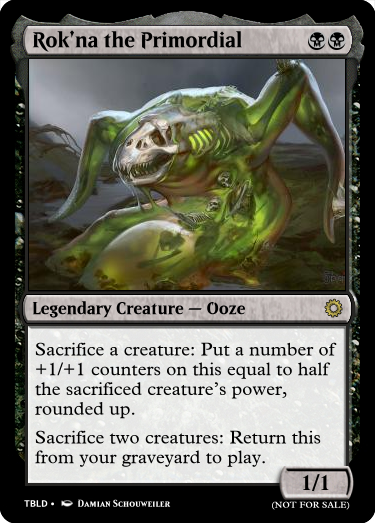 Rok'na the Primordial
Legendary Creature — Ooze
Sacrifice a creature: Put a number of
+1/+1 counters on this equal to half
the sacrificed creature's power,
rounded up.
Sacrifice two creatures: Return this
from your graveyard to play.
1/1
TBLD • Damian Schouweiler
(NOT FOR SALE)